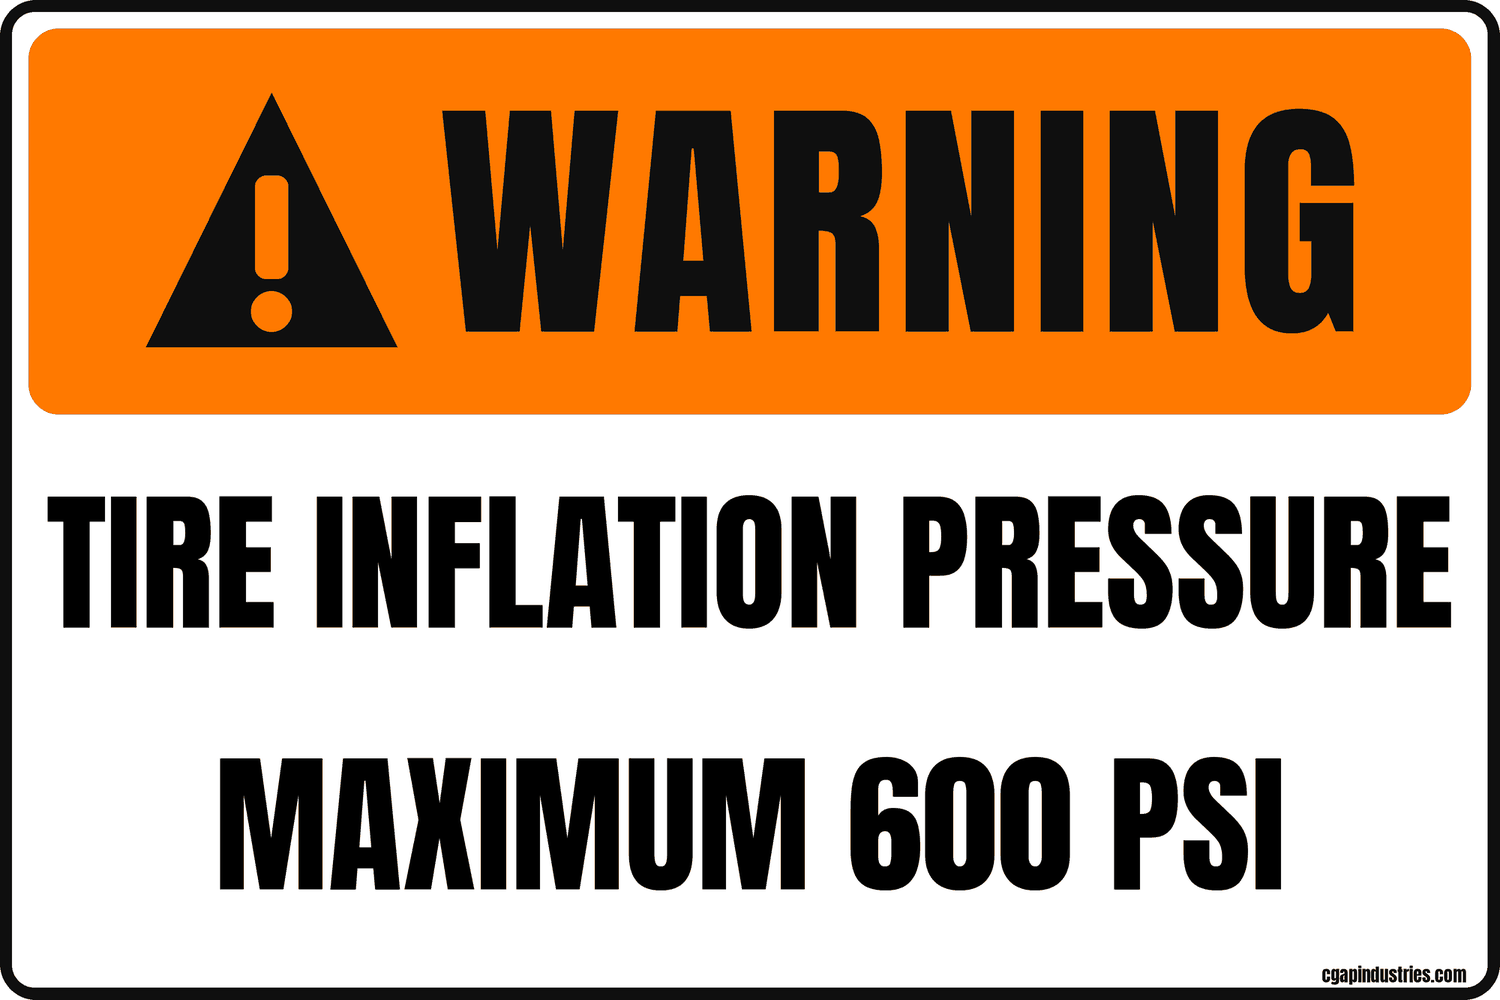 WARNING
TIRE INFLATION PRESSURE
MAXIMUM 600 PSI
cgapindustries.com